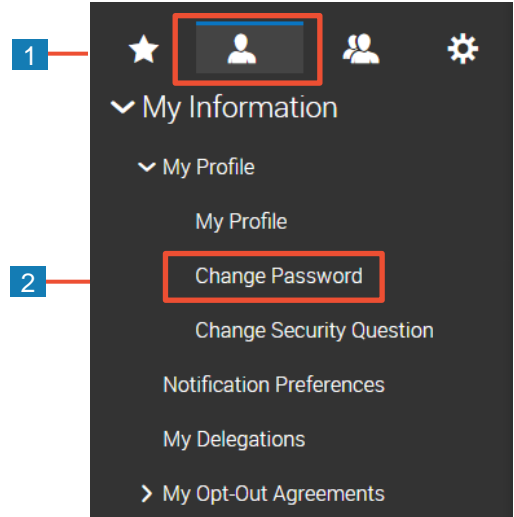 1
My Information
My Profile
My Profile
2
Change Password
Change Security Question
Notification Preferences
My Delegations
My Opt-Out Agreements